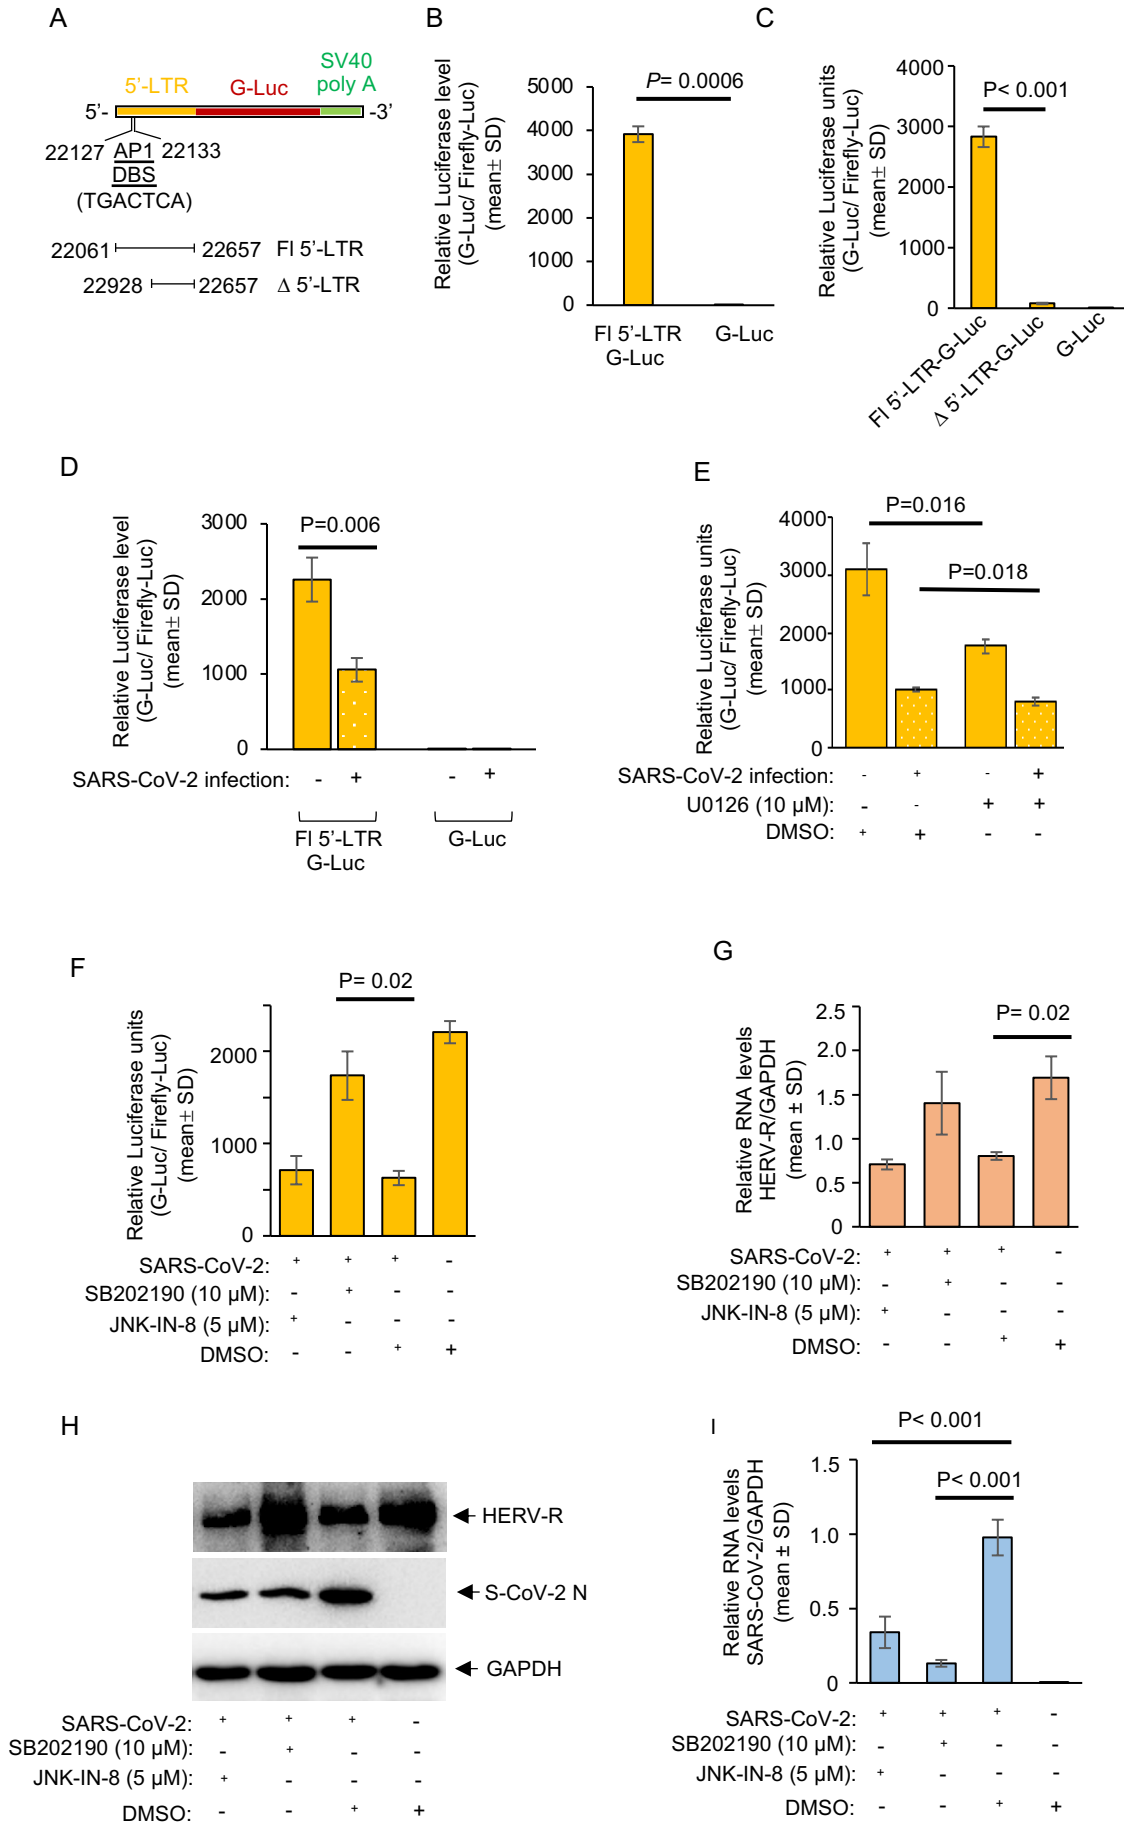 A
5'-LTR
G-Luc
SV40
poly A
5'-
-3'
22127 AP1 22133
DBS
(TGACTCA)
22061 22657 Fl 5'-LTR
22928 22657 Δ 5'-LTR
B
Relative Luciferase level
(G-Luc/ Firefly-Luc)
(mean± SD)
5000
4000
3000
2000
1000
0
P= 0.0006
Fl 5'-LTR
G-Luc
G-Luc
C
Relative Luciferase units
(G-Luc/ Firefly-Luc)
(mean± SD)
4000
3000
2000
1000
0
P< 0.001
Fl 5'-LTR-G-Luc
Δ 5'-LTR-G-Luc
G-Luc
D
Relative Luciferase level
(G-Luc/ Firefly-Luc)
(mean± SD)
3000
2000
1000
0
P=0.006
SARS-CoV-2 infection: - + - +
Fl 5'-LTR
G-Luc
G-Luc
E
Relative Luciferase units
(G-Luc/ Firefly-Luc)
(mean± SD)
4000
3000
2000
1000
0
P=0.016
P=0.018
SARS-CoV-2 infection: - + - +
U0126 (10 µM): - - + +
DMSO: + + - -
F
Relative Luciferase units
(G-Luc/ Firefly-Luc)
(mean± SD)
2000
1000
0
P= 0.02
SARS-CoV-2: + + + -
SB202190 (10 µM): - + - -
JNK-IN-8 (5 µM): + - - -
DMSO: - - + +
G
Relative RNA levels
HERV-R/GAPDH
(mean ± SD)
2.5
2.0
1.5
1.0
0.5
0
P= 0.02
SARS-CoV-2: + + + -
SB202190 (10 µM): - + - -
JNK-IN-8 (5 µM): + - - -
DMSO: - - + +
H
HERV-R
S-CoV-2 N
GAPDH
SARS-CoV-2: + + + -
SB202190 (10 µM): - + - -
JNK-IN-8 (5 µM): + - - -
DMSO: - - + +
I
Relative RNA levels
SARS-CoV-2/GAPDH
(mean ± SD)
1.5
1.0
0.5
0
P< 0.001
P< 0.001
SARS-CoV-2: + + + -
SB202190 (10 µM): - + - -
JNK-IN-8 (5 µM): + - - -
DMSO: - - + +